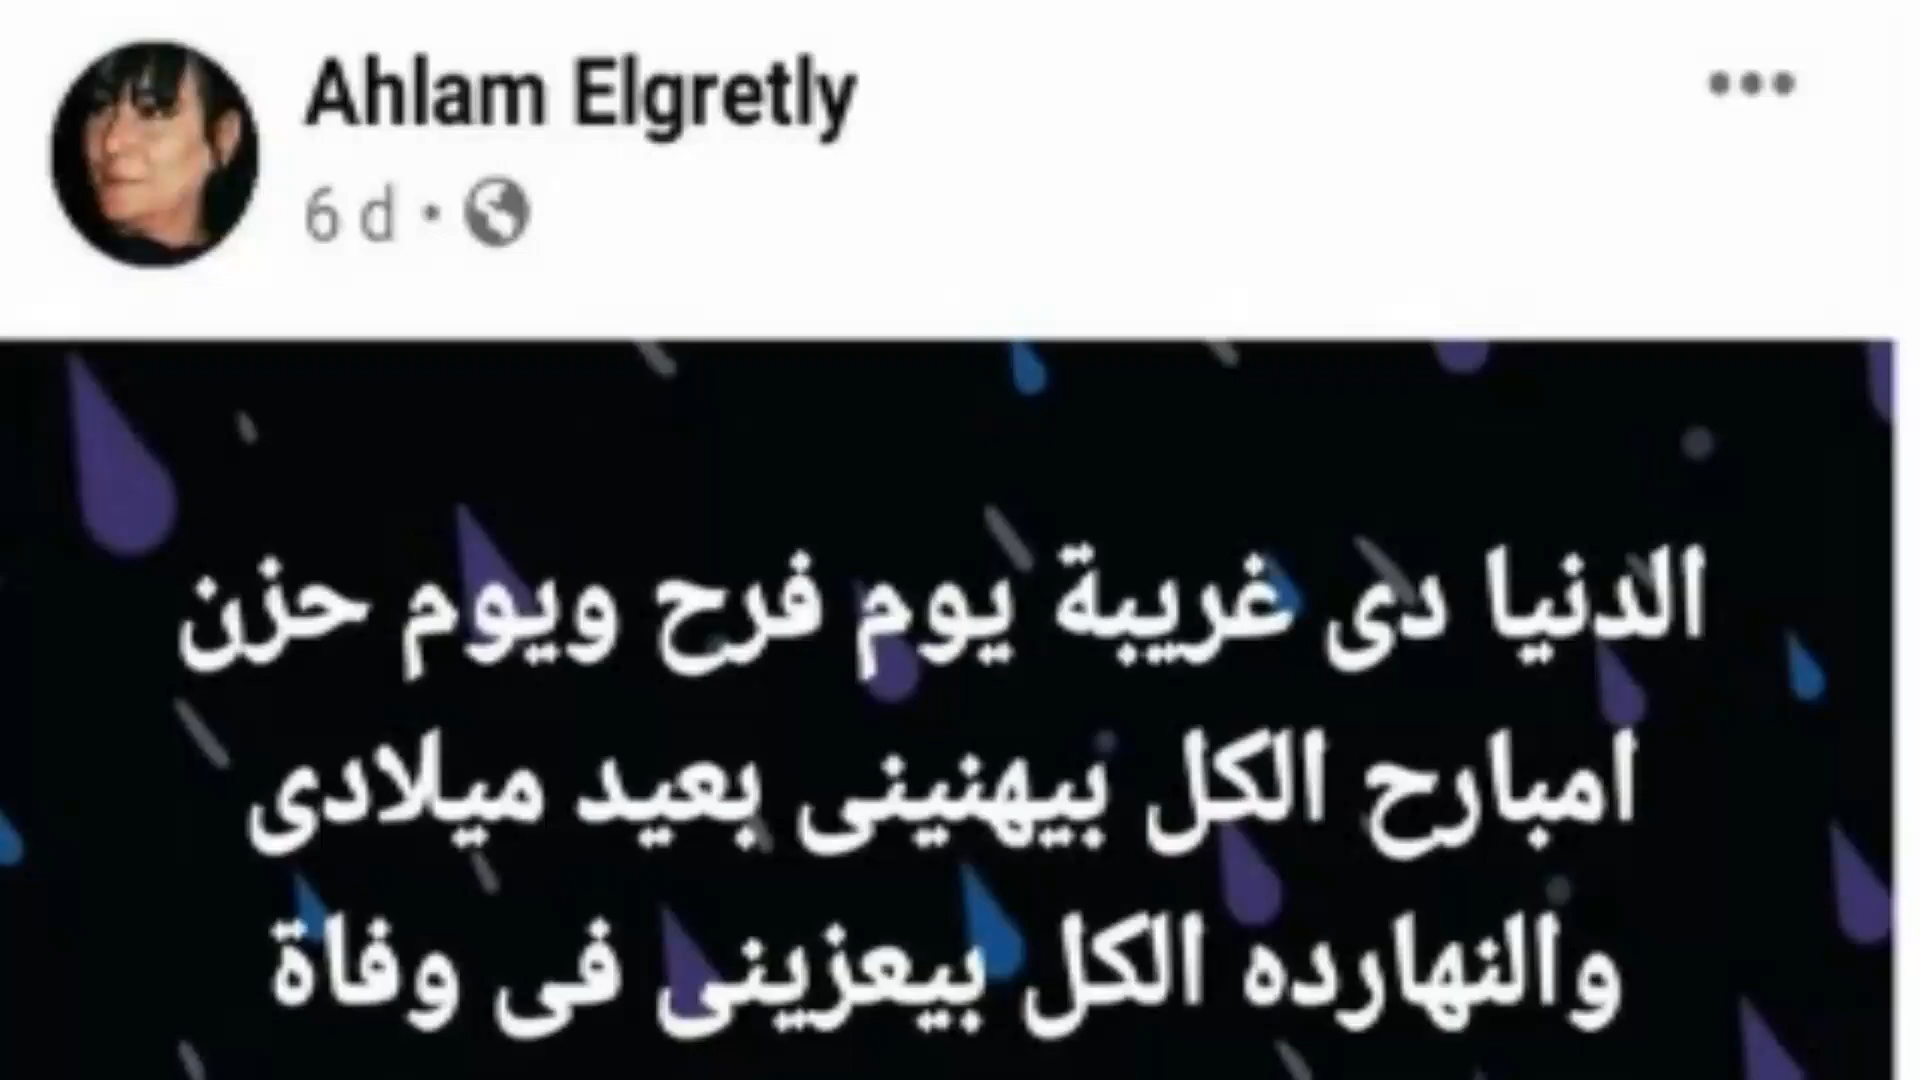 Ahlam Elgretly
6 d •
الدنيا دى غريبة يوم فرح ويوم حزن
امبارح الكل بيهنينى بعيد ميلادى
والنهارده الكل بيعزينى فى وفاة